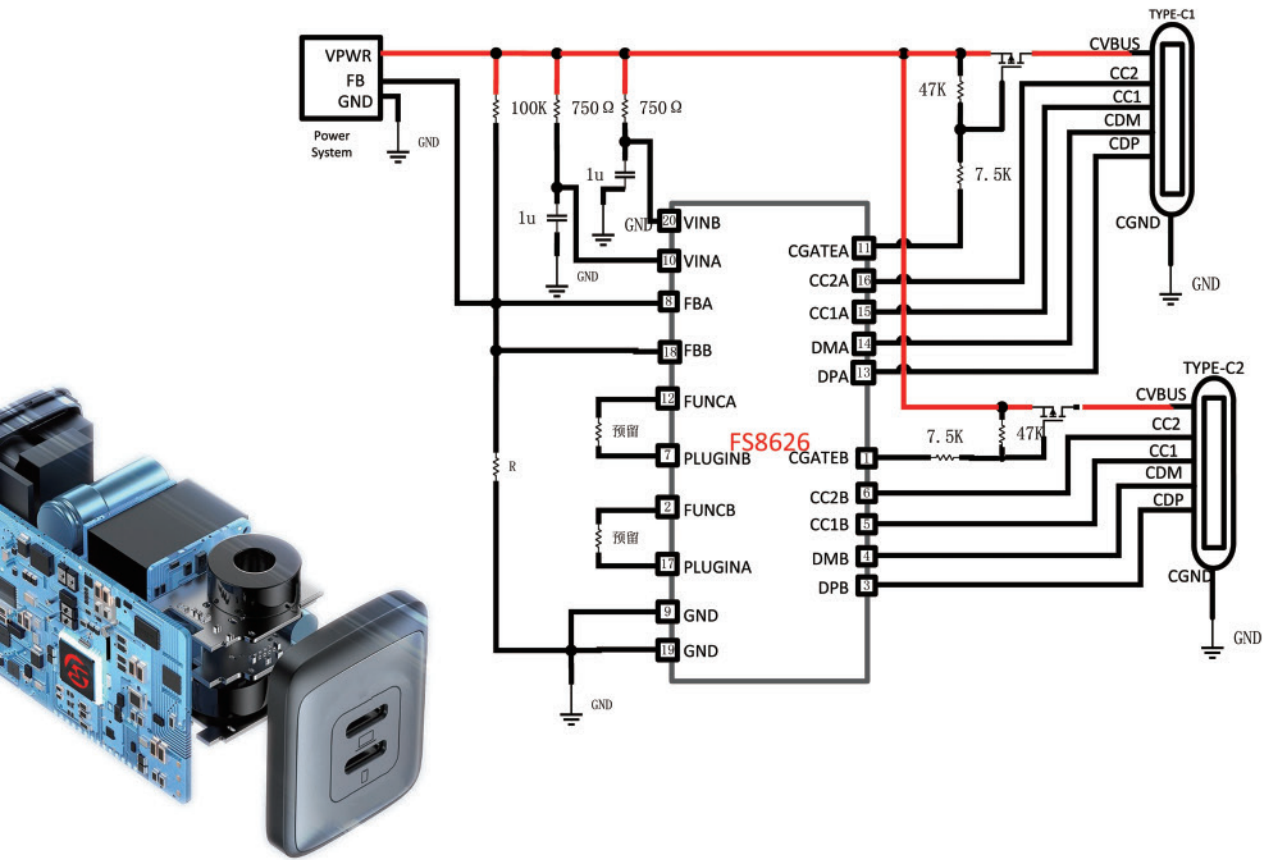 TYPE-C1
VPWR
FB
GND
Power
System
GND
100K
750Ω
750Ω
1u
1u
GND
GND
47K
7.5K
CVBUS
CC2
CC1
CDM
CDP
CGND
GND
20 VINB
10 VINA
8 FBA
18 FBB
12 FUNCA
预留
7 PLUGINB
2 FUNCB
预留
17 PLUGINA
9 GND
19 GND
R
GND
FS8626
CGATEA 11
CC2A 16
CC1A 15
DMA 14
DPA 13
CGATEB 1
CC2B 6
CC1B 5
DMB 4
DPB 3
7.5K
47K
TYPE-C2
CVBUS
CC2
CC1
CDM
CDP
CGND
GND